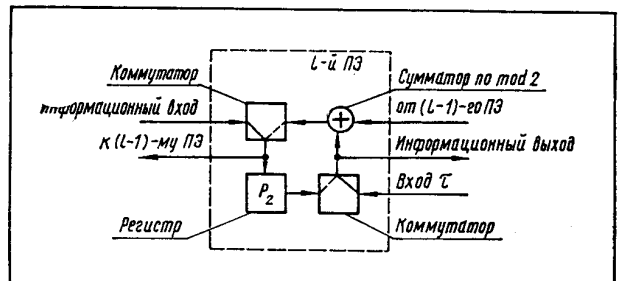 l-й ПЭ
Коммутатор
Сумматор по mod 2
информационный вход
от (l-1)-го ПЭ
к (l-1)-му ПЭ
Информационный выход
P₂
Вход τ
Регистр
Коммутатор